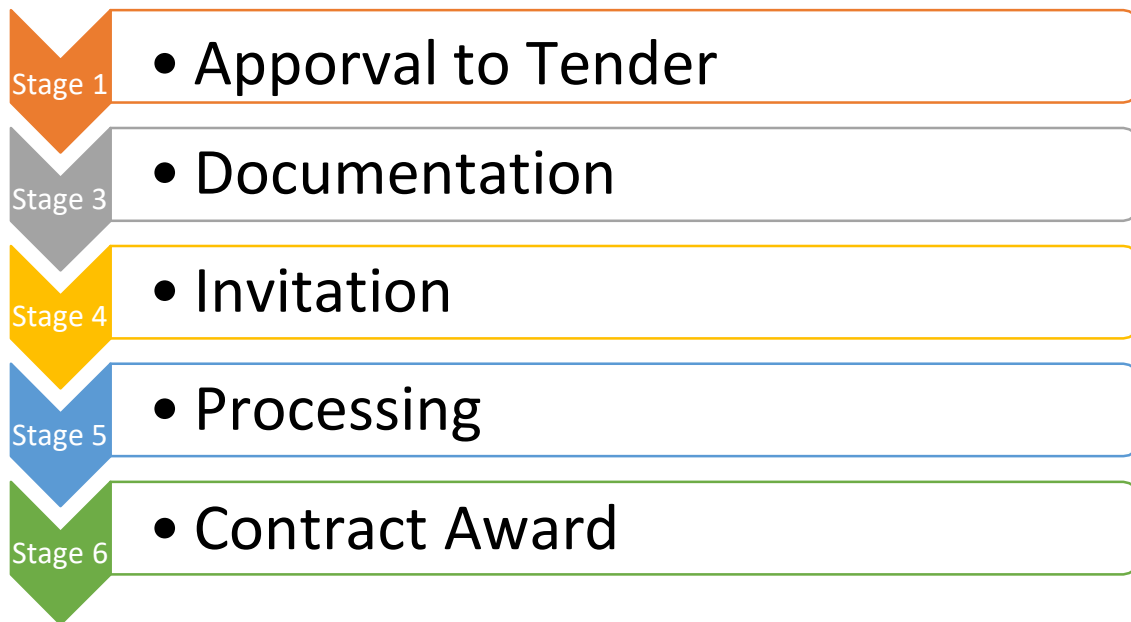 Stage 1
• Apporval to Tender
Stage 3
• Documentation
Stage 4
• Invitation
Stage 5
• Processing
Stage 6
• Contract Award